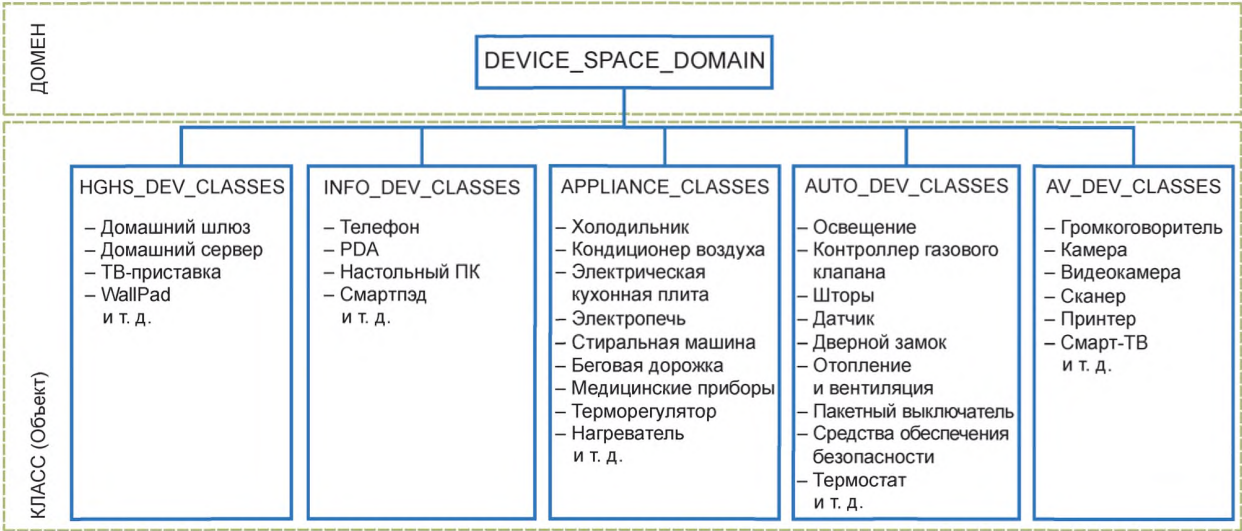 ДОМЕН
DEVICE_SPACE_DOMAIN
КЛАСС (Объект)
HGHS_DEV_CLASSES
– Домашний шлюз
– Домашний сервер
– ТВ-приставка
– WallPad
и т. д.
INFO_DEV_CLASSES
– Телефон
– PDA
– Настольный ПК
– Смартпэд
и т. д.
APPLIANCE_CLASSES
– Холодильник
– Кондиционер воздуха
– Электрическая
кухонная плита
– Электропечь
– Стиральная машина
– Беговая дорожка
– Медицинские приборы
– Терморегулятор
– Нагреватель
и т. д.
AUTO_DEV_CLASSES
– Освещение
– Контроллер газового
клапана
– Шторы
– Датчик
– Дверной замок
– Отопление
и вентиляция
– Пакетный выключатель
– Средства обеспечения
безопасности
– Термостат
и т. д.
AV_DEV_CLASSES
– Громкоговоритель
– Камера
– Видеокамера
– Сканер
– Принтер
– Смарт-ТВ
и т. д.